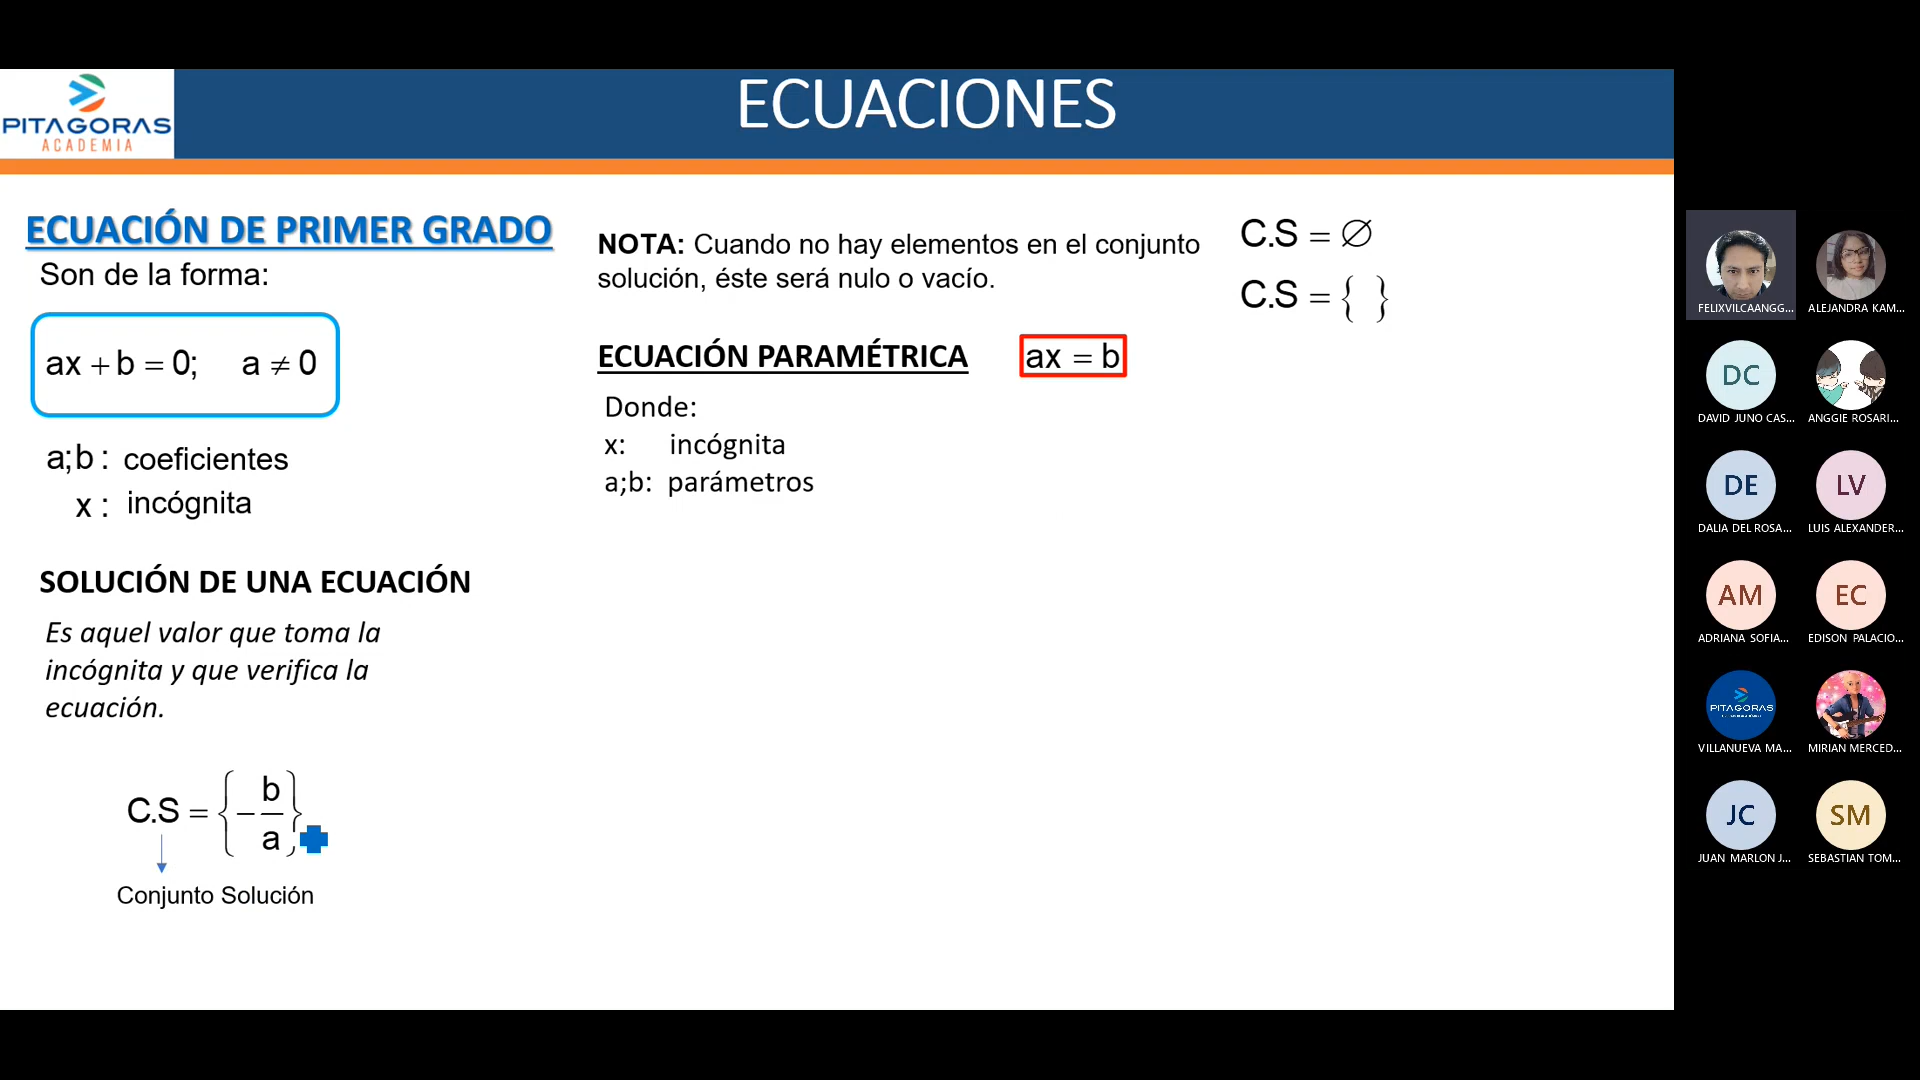 PITAGORAS
ACADEMIA
ECUACIONES
ECUACIÓN DE PRIMER GRADO
Son de la forma:
ax + b = 0; a ≠ 0
a;b : coeficientes
x : incógnita
SOLUCIÓN DE UNA ECUACIÓN
Es aquel valor que toma la
incógnita y que verifica la
ecuación.
C.S = { − b/a }
Conjunto Solución
NOTA: Cuando no hay elementos en el conjunto
solución, éste será nulo o vacío.
C.S = ∅
C.S = { }
ECUACIÓN PARAMÉTRICA ax = b
Donde:
x: incógnita
a;b: parámetros
FELIXVILCAANGG...
ALEJANDRA KAM...
DC
DAVID JUNO CAS...
ANGGIE ROSARI...
DE
DALIA DEL ROSA...
LV
LUIS ALEXANDER...
AM
ADRIANA SOFIA...
EC
EDISON PALACIO...
PITAGORAS
VILLANUEVA MA...
MIRIAN MERCED...
JC
JUAN MARLON J...
SM
SEBASTIAN TOM...